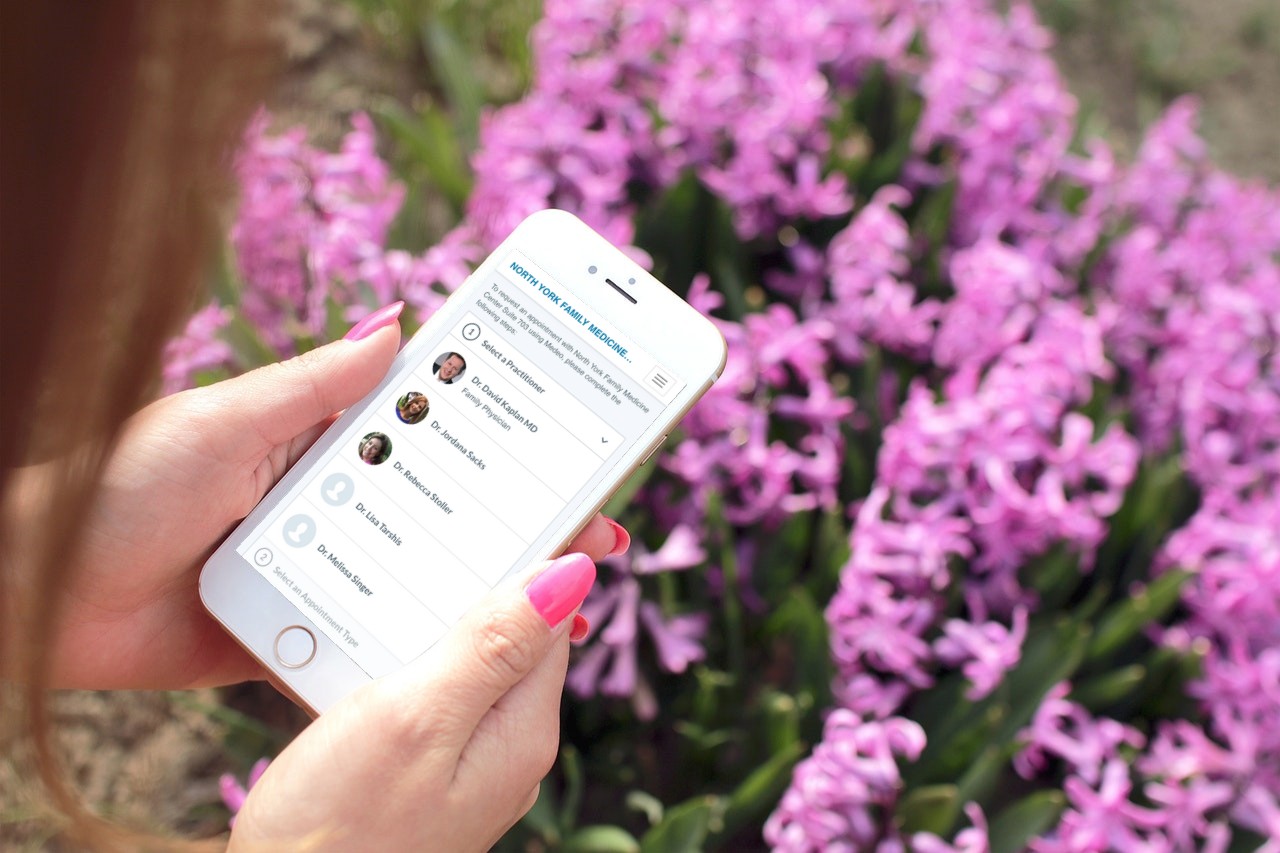 NORTH YORK FAMILY MEDICINE...
To request an appointment with North York Family Medicine
Center Suite 703 using Medeo, please complete the
following steps:
1 Select a Practitioner
Dr. David Kaplan MD
Family Physician
Dr. Jordana Sacks
Dr. Rebecca Stoller
Dr. Lisa Tarshis
Dr. Melissa Singer
2 Select an Appointment Type